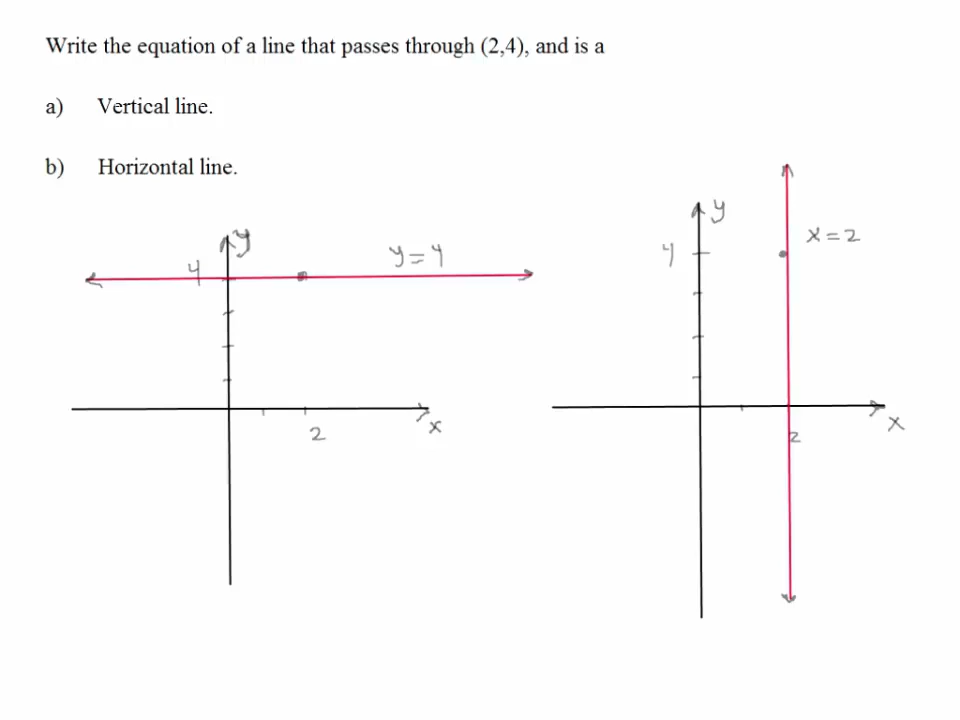 Write the equation of a line that passes through (2,4), and is a
a) Vertical line.
b) Horizontal line.
y
4
y=4
2
x
y
4
x=2
2
x